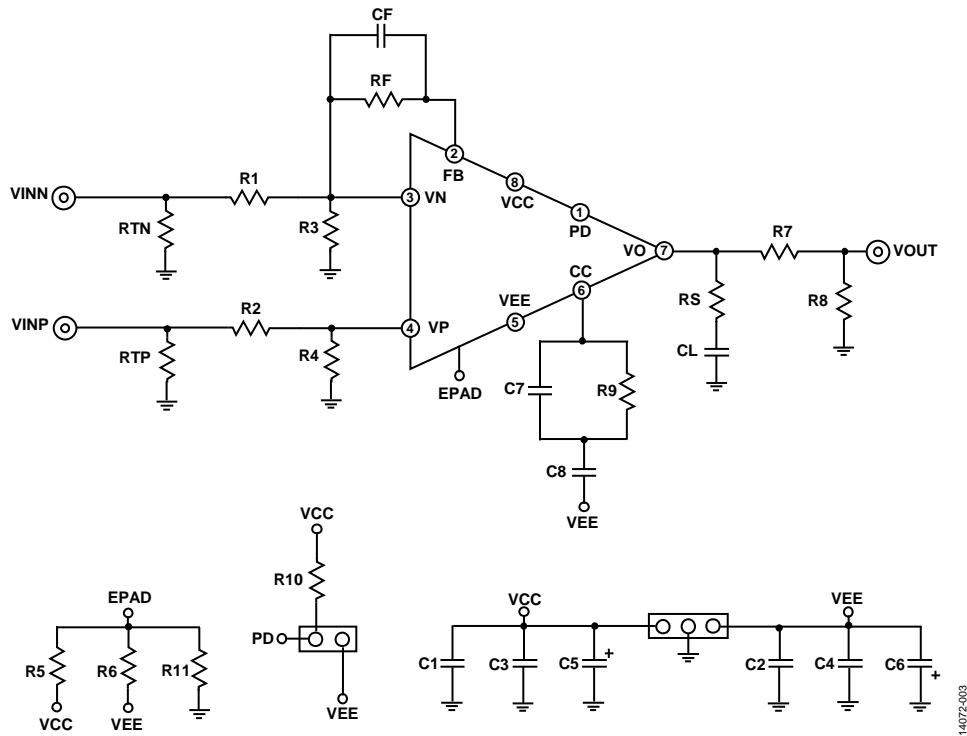 CF
RF
2
FB
8
VCC
1
PD
VINN
R1
3
VN
RTN
R3
R7
VO
7
VOUT
CC
6
RS
R8
VEE
5
VINP
R2
4
VP
RTP
R4
CL
EPAD
C7
R9
C8
VEE
VCC
R10
EPAD
PD
VEE
R5
R6
R11
VCC
VEE
VCC
VEE
C1
C3
C5
+
C2
C4
C6
+
14072-003